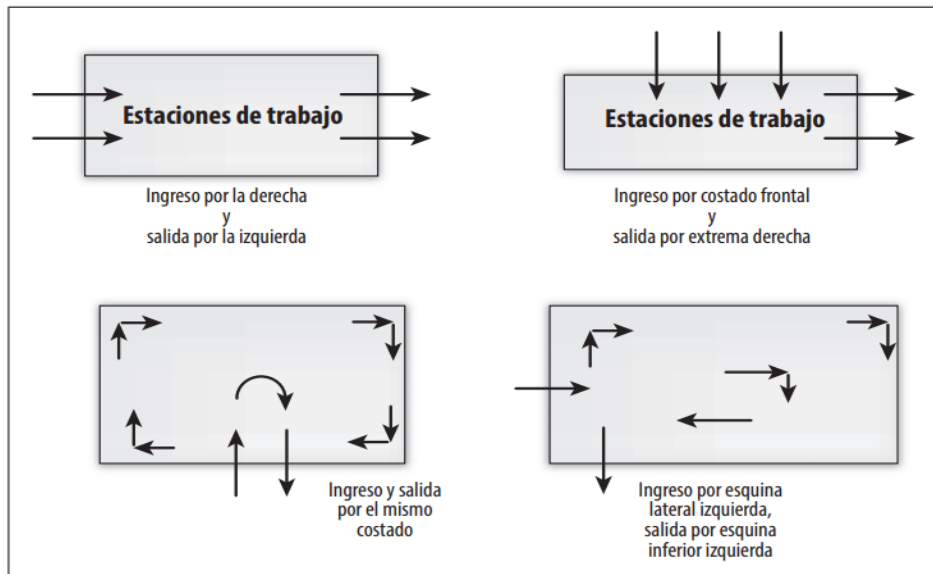 Estaciones de trabajo
Ingreso por la derecha
y
salida por la izquierda
Estaciones de trabajo
Ingreso por costado frontal
y
salida por extrema derecha
Ingreso y salida
por el mismo
costado
Ingreso por esquina
lateral izquierda,
salida por esquina
inferior izquierda